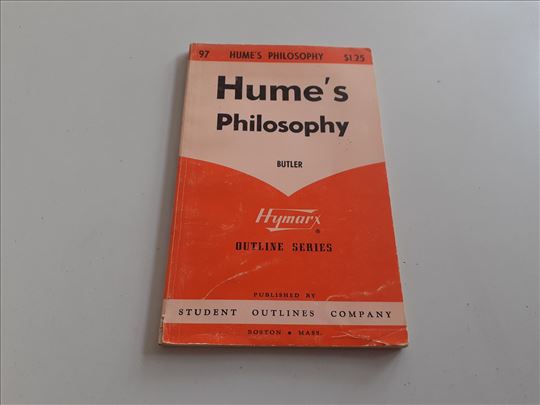 97 HUME'S PHILOSOPHY $1.25
Hume's
Philosophy
BUTLER
Hymarx
®
OUTLINE SERIES
PUBLISHED BY
STUDENT OUTLINES COMPANY
BOSTON • MASS.